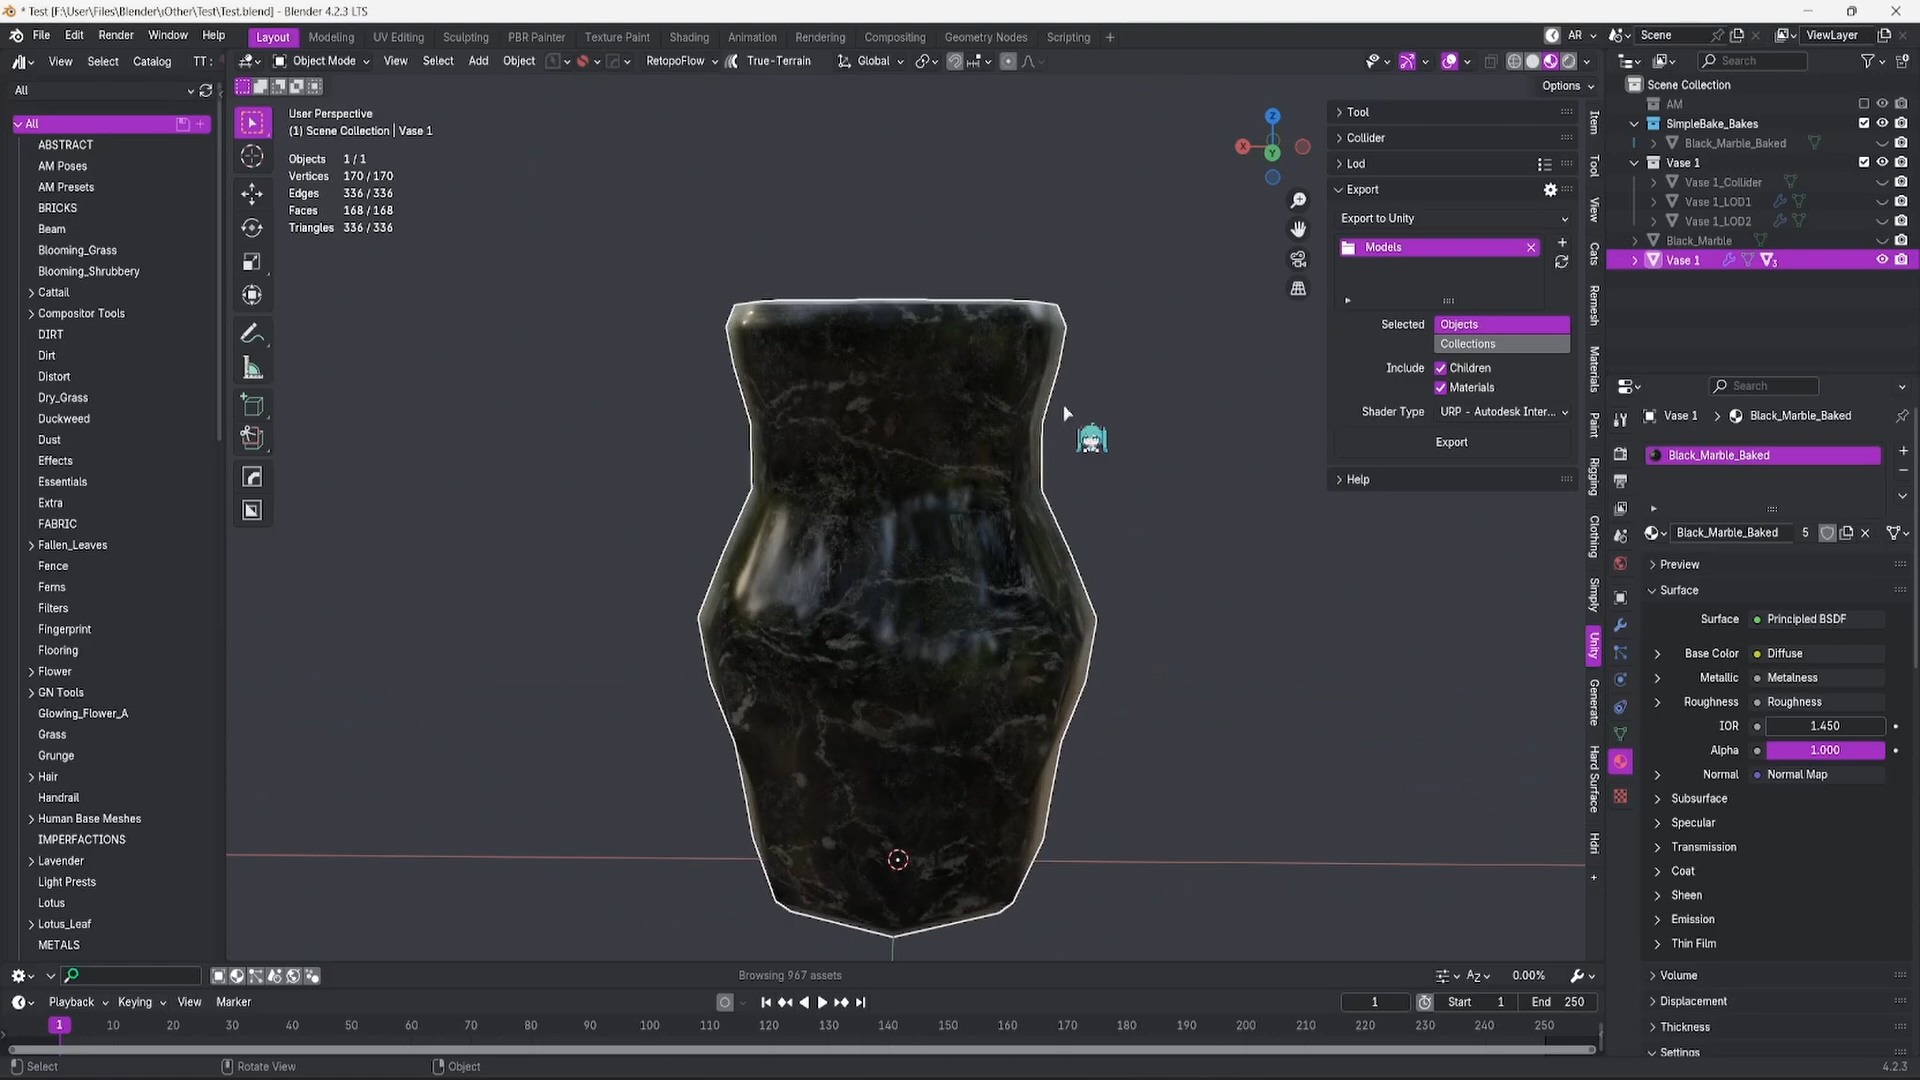 * Test [F:\User\Files\Blender\!Other\Test\Test.blend] - Blender 4.2.3 LTS
File Edit Render Window Help
Layout Modeling UV Editing Sculpting PBR Painter Texture Paint Shading Animation Rendering Compositing Geometry Nodes Scripting +
AR Scene ViewLayer
View Select Catalog TT:
Object Mode View Select Add Object RetopoFlow True-Terrain Global
Search
Options
All
All
ABSTRACT
AM Poses
AM Presets
BRICKS
Beam
Blooming_Grass
Blooming_Shrubbery
Cattail
Compositor Tools
DIRT
Dirt
Distort
Dry_Grass
Duckweed
Dust
Effects
Essentials
Extra
FABRIC
Fallen_Leaves
Fence
Ferns
Filters
Fingerprint
Flooring
Flower
GN Tools
Glowing_Flower_A
Grass
Grunge
Hair
Handrail
Human Base Meshes
IMPERFACTIONS
Lavender
Light Prests
Lotus
Lotus_Leaf
METALS
User Perspective
(1) Scene Collection | Vase 1
Objects 1 / 1
Vertices 170 / 170
Edges 336 / 336
Faces 168 / 168
Triangles 336 / 336
Z
X
Y
Tool
Collider
Lod
Export
Export to Unity
Models
Selected Objects
Collections
Include Children
Materials
Shader Type URP - Autodesk Inter...
Export
Help
Item
Tool
View
Cats
Remesh
Materials
Paint
Rigging
Clothing
Simply
Unity
Generate
Hard Surface
Hdri
Scene Collection
AM
SimpleBake_Bakes
Black_Marble_Baked
Vase 1
Vase 1_Collider
Vase 1_LOD1
Vase 1_LOD2
Black_Marble
Vase 1 3
Search
Vase 1 > Black_Marble_Baked
Black_Marble_Baked
Black_Marble_Baked 5
Preview
Surface
Surface Principled BSDF
Base Color Diffuse
Metallic Metalness
Roughness Roughness
IOR 1.450
Alpha 1.000
Normal Normal Map
Subsurface
Specular
Transmission
Coat
Sheen
Emission
Thin Film
Volume
Displacement
Thickness
Settings
Browsing 967 assets
0.00%
Playback Keying View Marker
1 Start 1 End 250
1 10 20 30 40 50 60 70 80 90 100 110 120 130 140 150 160 170 180 190 200 210 220 230 240 250
Select Rotate View Object
4.2.3